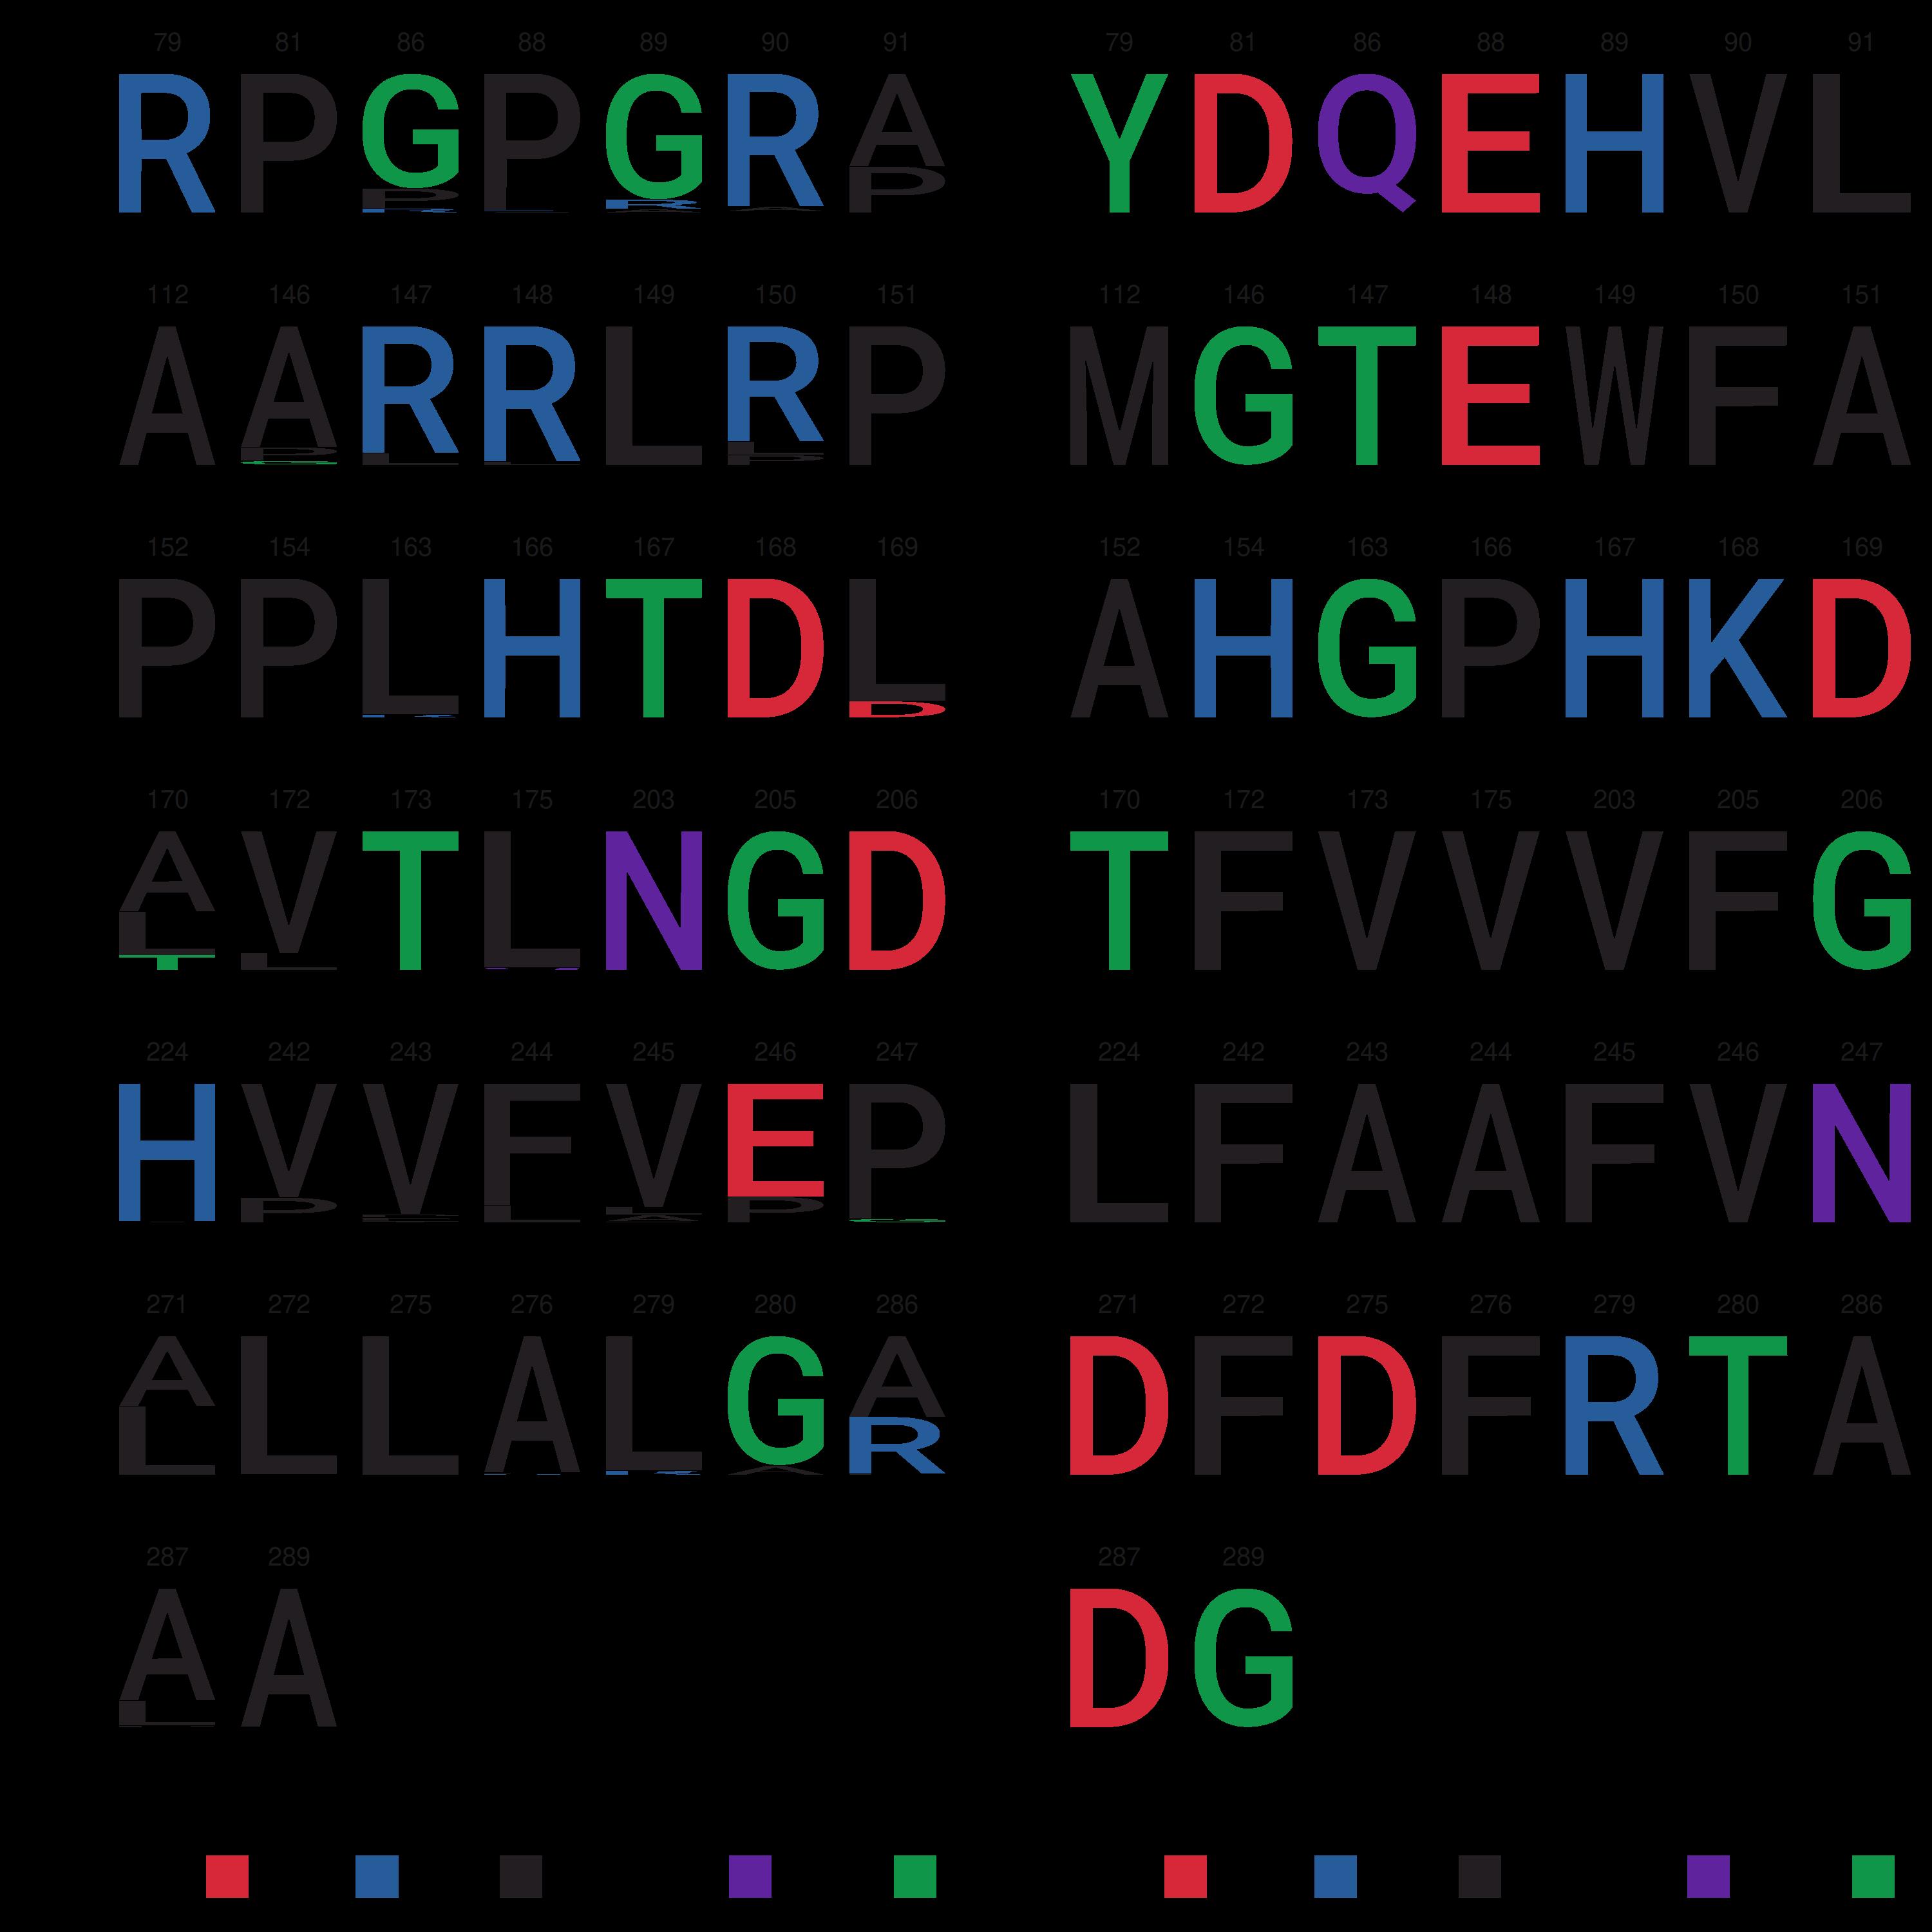 79 81 86 88 89 90 91 79 81 86 88 89 90 91
R P G P G R A Y D Q E H V L
P R P
112 146 147 148 149 150 151 112 146 147 148 149 150 151
A A R R L R P M G T E W F A
P L
152 154 163 166 167 168 169 152 154 163 166 167 168 169
P P L H T D L A H G P H K D
D
170 172 173 175 203 205 206 170 172 173 175 203 205 206
A V T L N G D T F V V V F G
L L
T
224 242 243 244 245 246 247 224 242 243 244 245 246 247
H V V F V E P L F A A F V N
P L L P
A
271 272 275 276 279 280 286 271 272 275 276 279 280 286
A L L A L G A D F D F R T A
L A R
287 289 287 289
A A D G
L